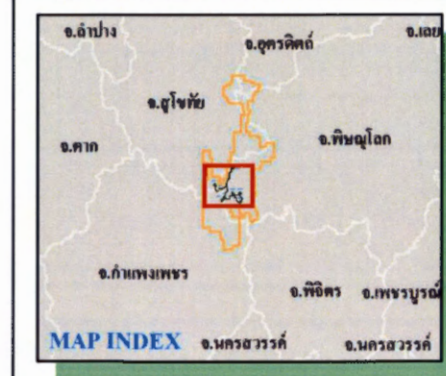 จ.ลำปาง
จ.อุตรดิตถ์
จ.เลย
จ.สุโขทัย
จ.ตาก
จ.พิษณุโลก
จ.กำแพงเพชร
จ.พิจิตร
จ.เพชรบูรณ์
MAP INDEX
จ.นครสวรรค์
จ.นครสวรรค์